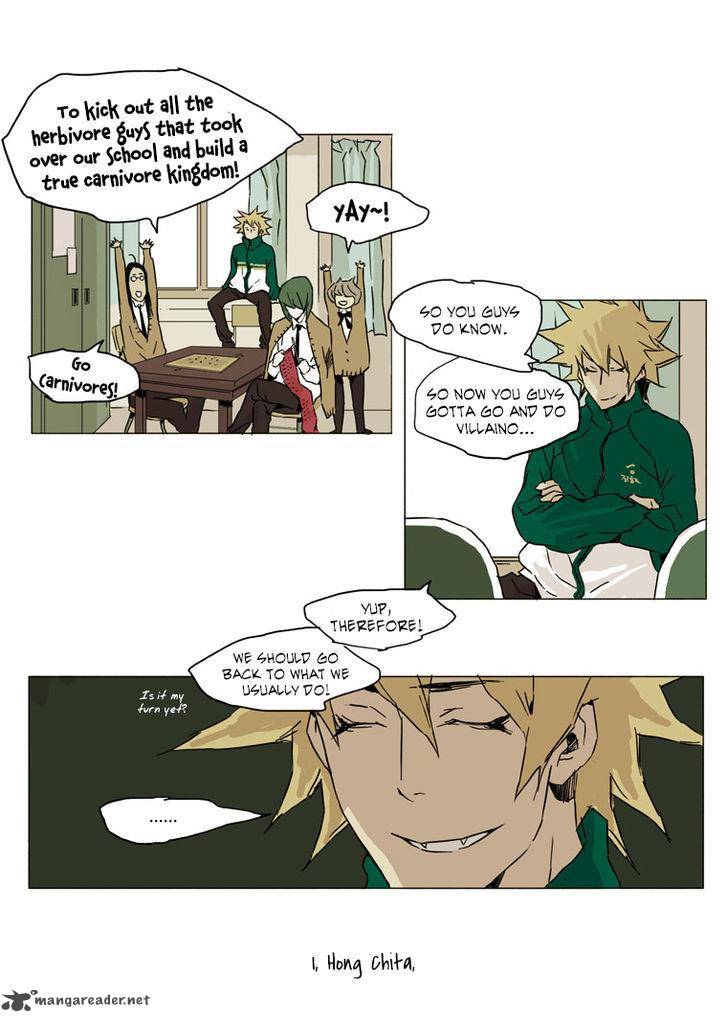 To kick out all the
herbivore guys that took
over our school and build a
true carnivore kingdom!
YAY~!
Go
Carnivores!
SO YOU GUYS
DO KNOW.
SO NOW YOU GUYS
GOTTA GO AND DO
VILLAINO...
YUP,
THEREFORE!
WE SHOULD GO
BACK TO WHAT WE
USUALLY DO!
Is it my
turn yet?
......
I, Hong Chita,
mangareader.net